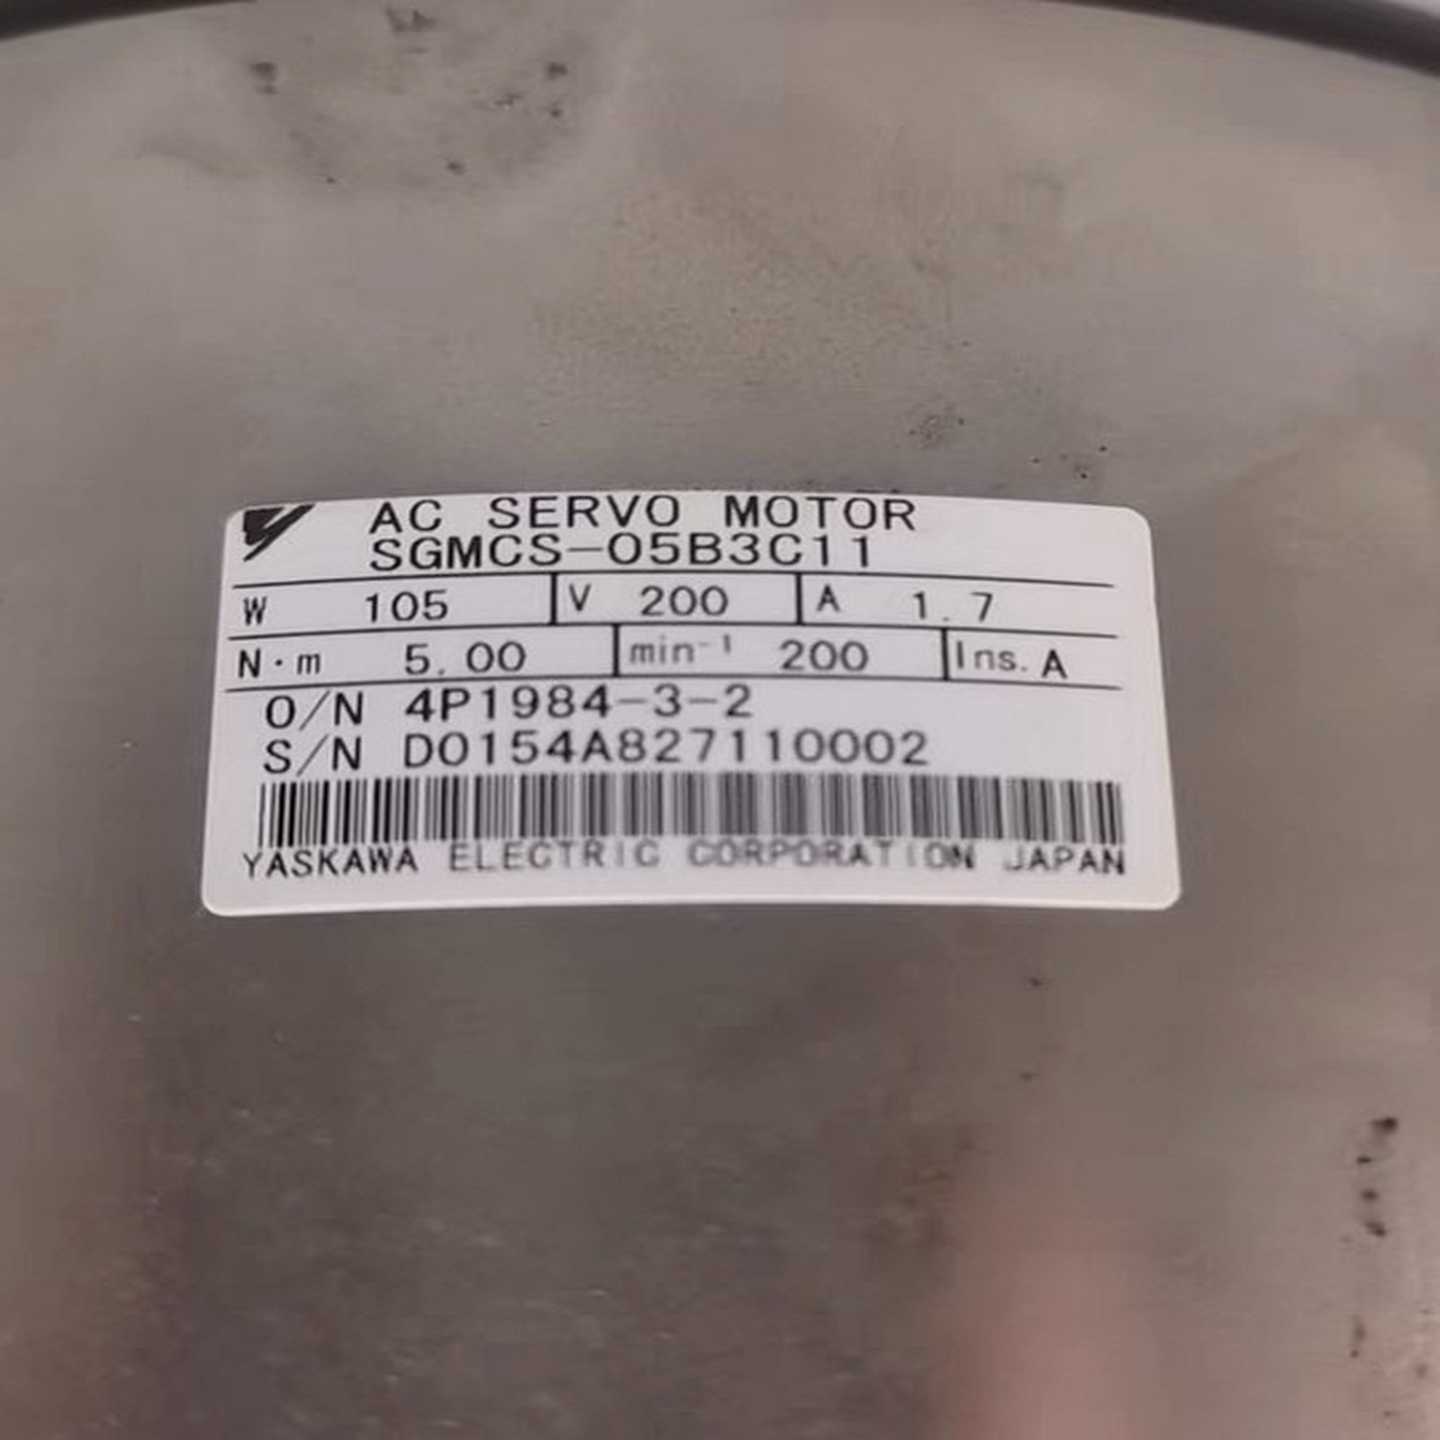 AC SERVO MOTOR
SGMCS-05B3C11
W 105 V 200 A 1.7
N·m 5.00 min⁻¹ 200 Ins. A
O/N 4P1984-3-2
S/N D0154A827110002
YASKAWA ELECTRIC CORPORATION JAPAN